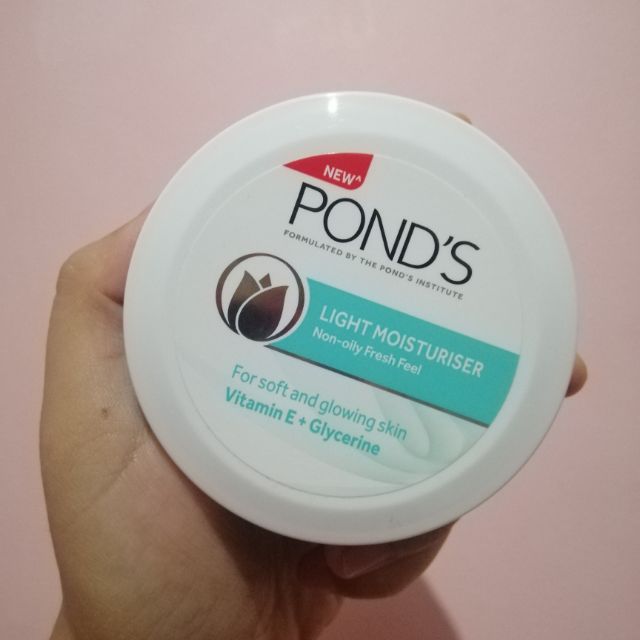 NEW^
POND'S
FORMULATED BY THE POND'S INSTITUTE
LIGHT MOISTURISER
Non-oily Fresh Feel
For soft and glowing skin
Vitamin E + Glycerine